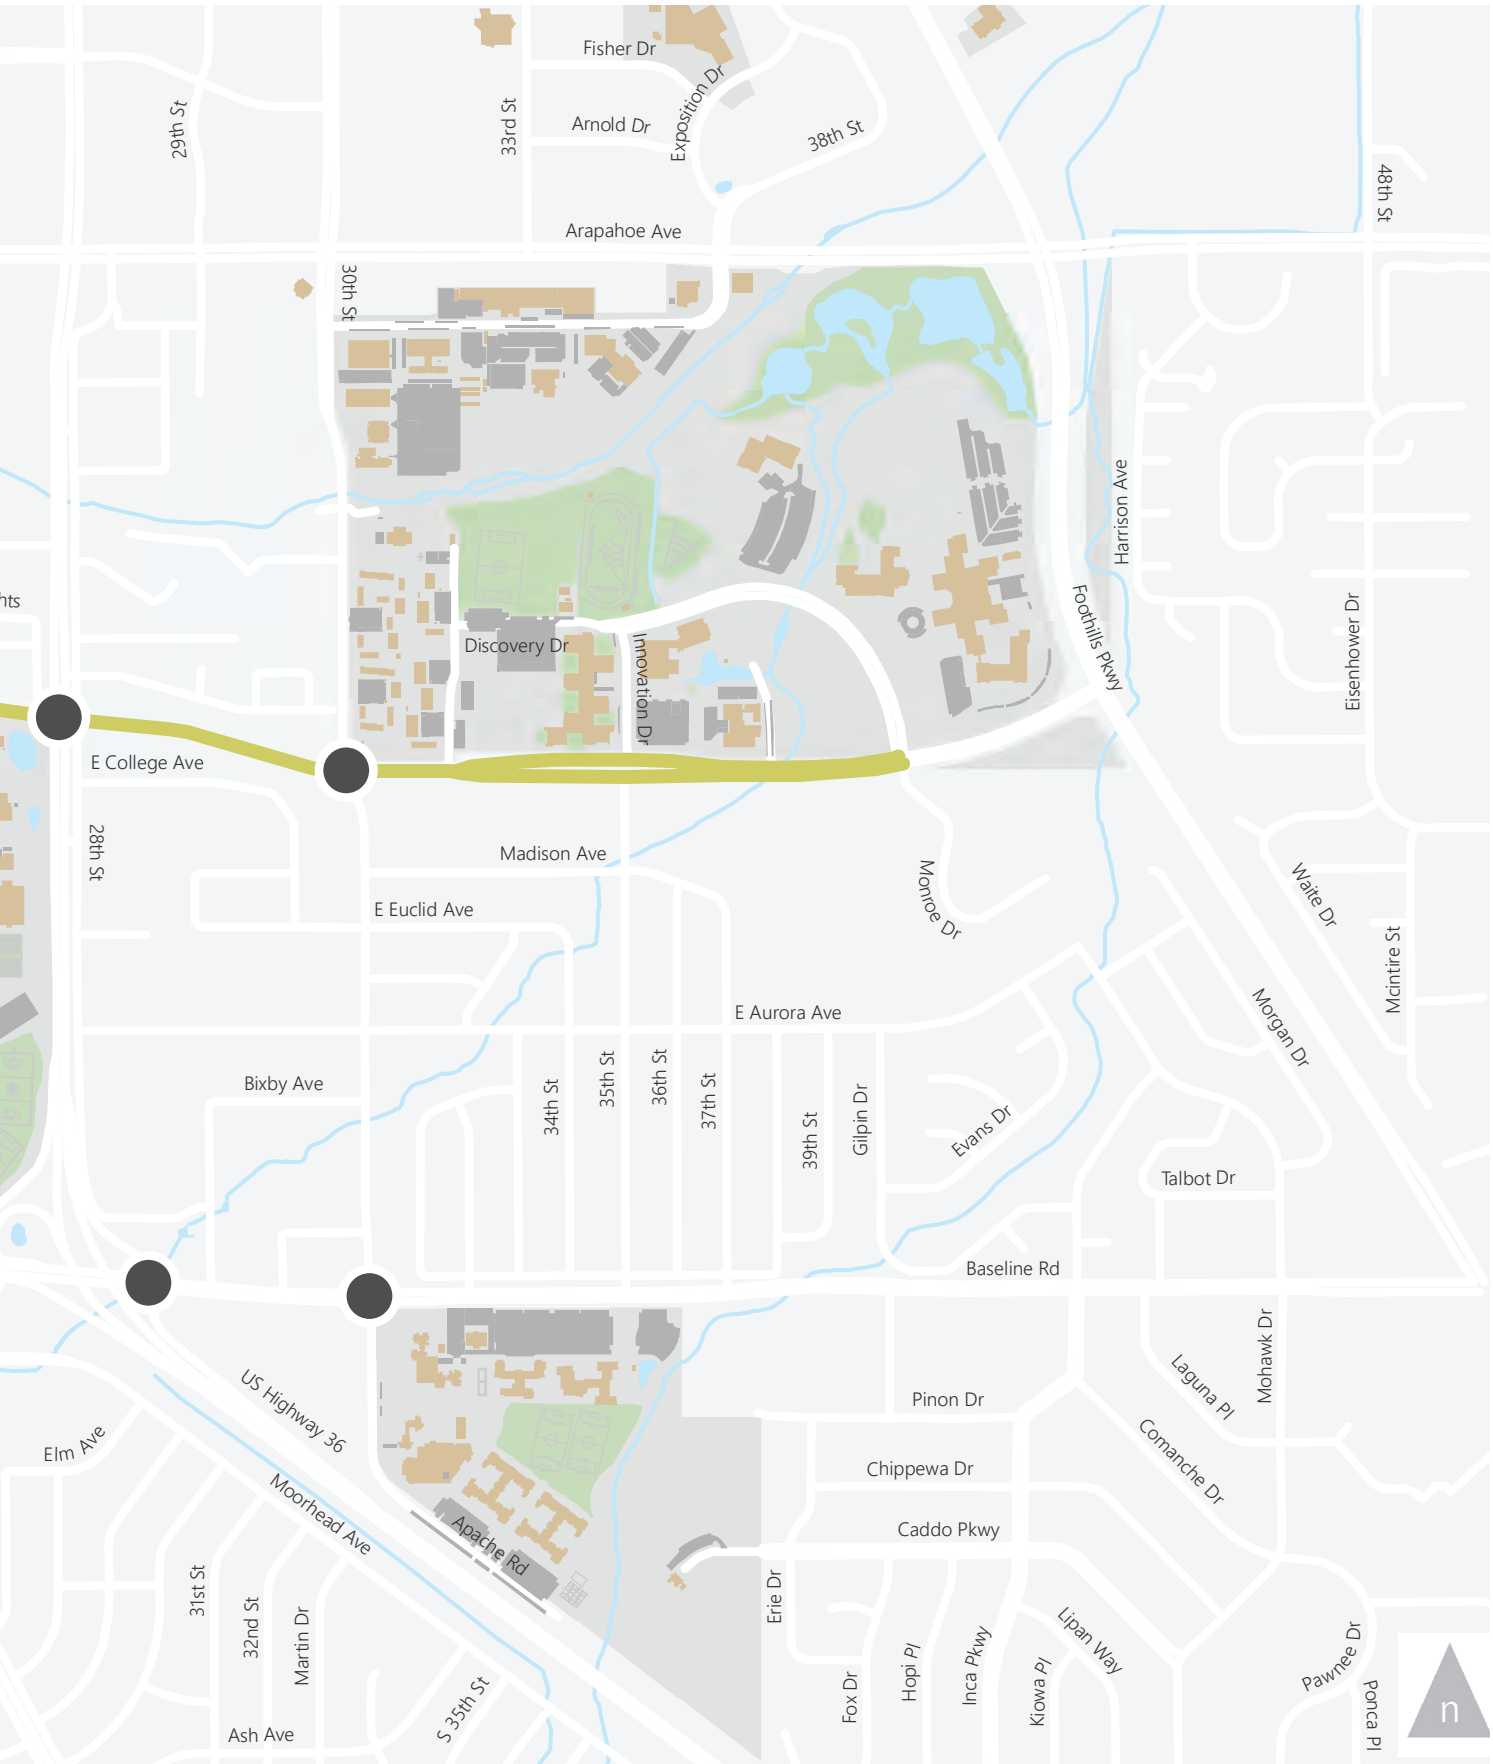 Fisher Dr
Exposition Dr
29th St
33rd St
Arnold Dr
38th St
48th St
Arapahoe Ave
30th St
Harrison Ave
hts
Foothills Pkwy
Eisenhower Dr
Discovery Dr
Innovation Dr
E College Ave
28th St
Madison Ave
Monroe Dr
Waite Dr
E Euclid Ave
Mcintire St
E Aurora Ave
Morgan Dr
Bixby Ave
34th St
35th St
36th St
37th St
39th St
Gilpin Dr
Evans Dr
Talbot Dr
Baseline Rd
Mohawk Dr
US Highway 36
Laguna Pl
Pinon Dr
Elm Ave
Comanche Dr
Chippewa Dr
Moorhead Ave
Apache Rd
Caddo Pkwy
31st St
32nd St
Martin Dr
Erie Dr
Fox Dr
Hopi Pl
Inca Pkwy
Kiowa Pl
Lipan Way
Pawnee Dr
Ponca Pl
S 35th St
Ash Ave
n